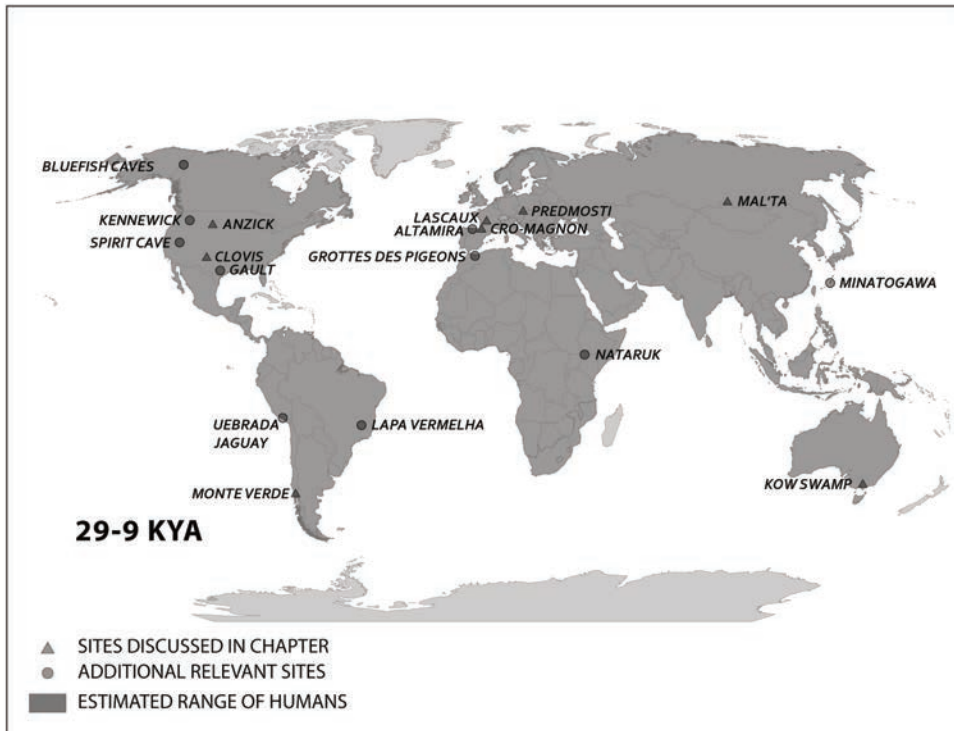 BLUEFISH CAVES
KENNEWICK
ANZICK
SPIRIT CAVE
CLOVIS
GAULT
LASCAUX
ALTAMIRA
PREDMOSTI
CRO-MAGNON
GROTTES DES PIGEONS
MAL'TA
MINATOGAWA
NATARUK
UEBRADA
JAGUAY
LAPA VERMELHA
MONTE VERDE
KOW SWAMP
29-9 KYA
SITES DISCUSSED IN CHAPTER
ADDITIONAL RELEVANT SITES
ESTIMATED RANGE OF HUMANS